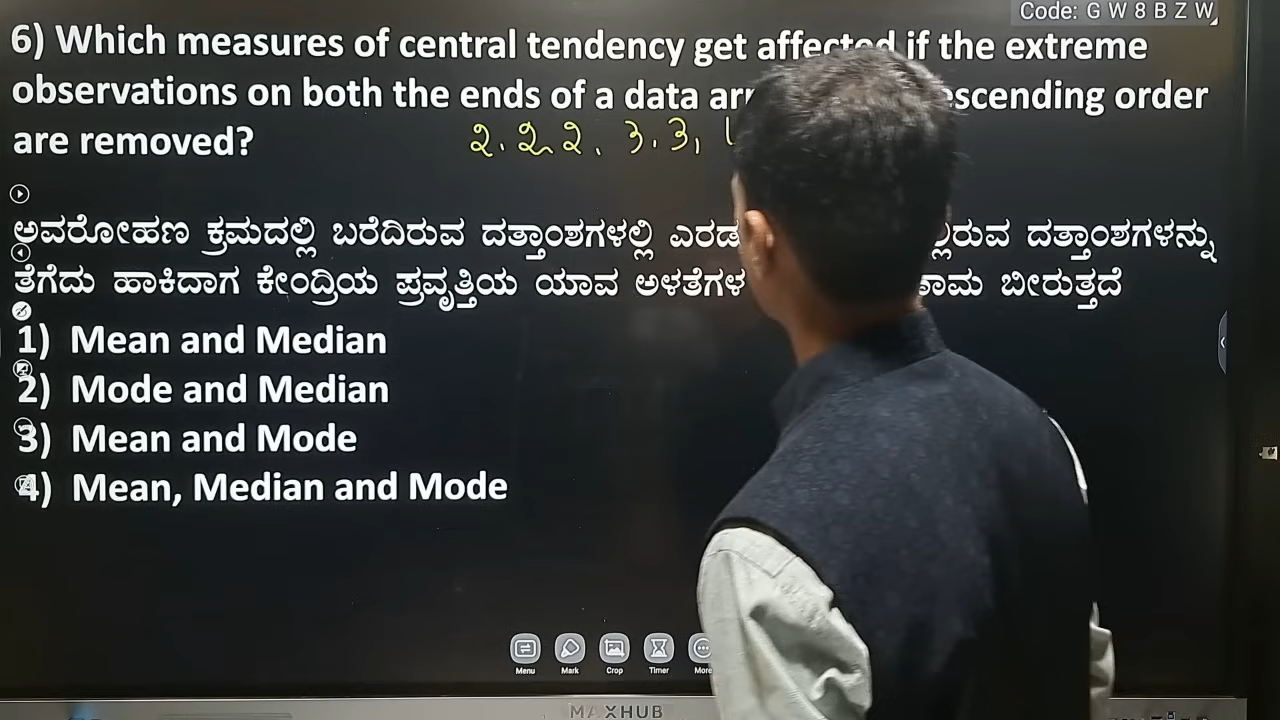 Code: G W 8 B Z W
6) Which measures of central tendency get affected if the extreme
observations on both the ends of a data escending order
are removed?
2. 2 2. 3. 3,
ಅವರೋಹಣ ಕ್ರಮದಲ್ಲಿ ಬರೆದಿರುವ ದತ್ತಾಂಶಗಳಲ್ಲಿ ದತ್ತಾಂಶಗಳನ್ನು
ತೆಗೆದು ಹಾಕಿದಾಗ ಕೇಂದ್ರಿಯ ಪ್ರವೃತ್ತಿಯ ಯಾವ ಅಳತೆಗಳ ಬೀರುತ್ತದೆ
1) Mean and Median
2) Mode and Median
3) Mean and Mode
4) Mean, Median and Mode
Menu Mark Crop Timer More
MAXHUB